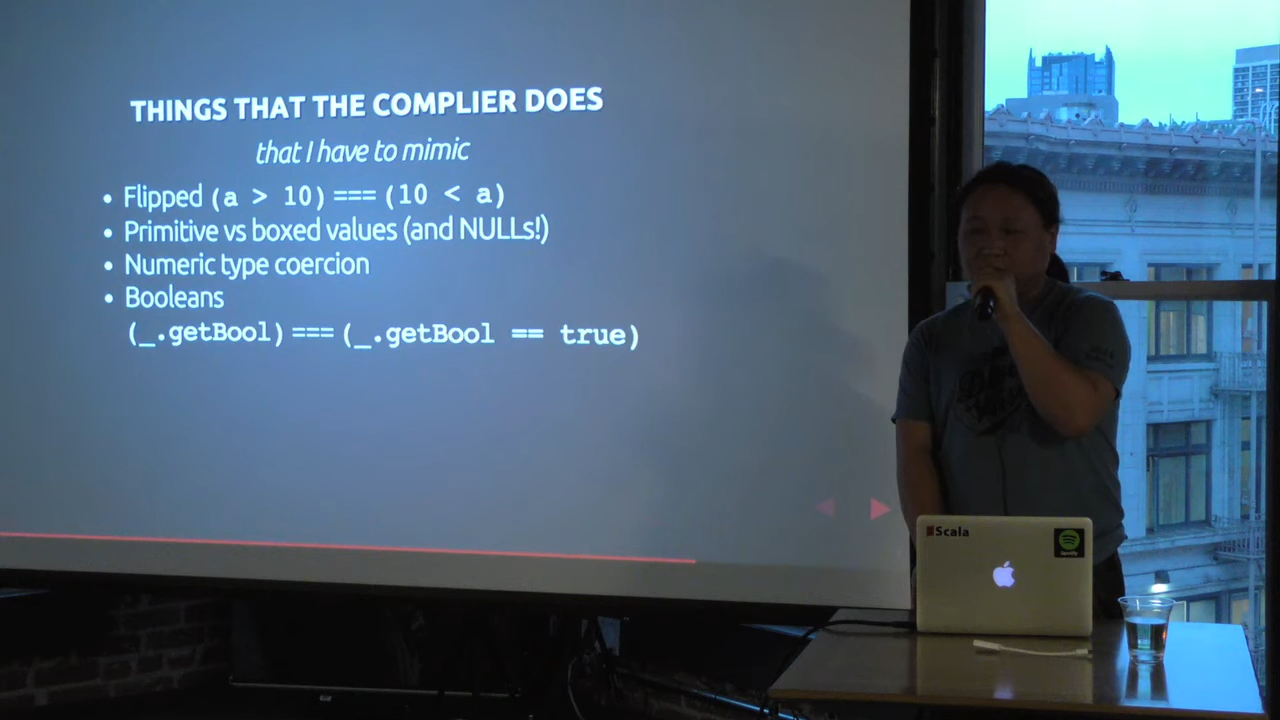 THINGS THAT THE COMPLIER DOES
that I have to mimic
• Flipped (a > 10) === (10 < a)
• Primitive vs boxed values (and NULLs!)
• Numeric type coercion
• Booleans
(_.getBool) === (_.getBool == true)
Scala